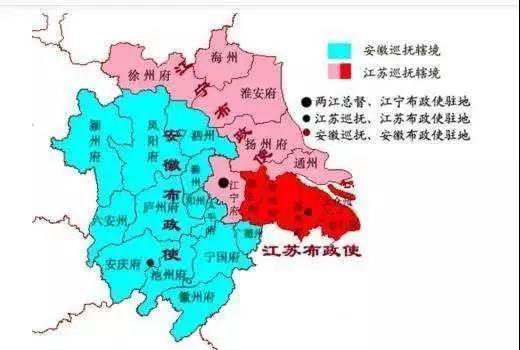 安徽巡抚辖境
江苏巡抚辖境
两江总督、江宁布政使驻地
江苏巡抚、江苏布政使驻地
安徽巡抚、安徽布政使驻地
海州
徐州府
淮安府
江宁布政使
扬州府
通州
颍州府
凤阳府
泗州
安徽布政使
滁州
和州
江宁府
六安州
庐州府
太平府
广德州
安庆府
池州府
宁国府
徽州府
江苏布政使